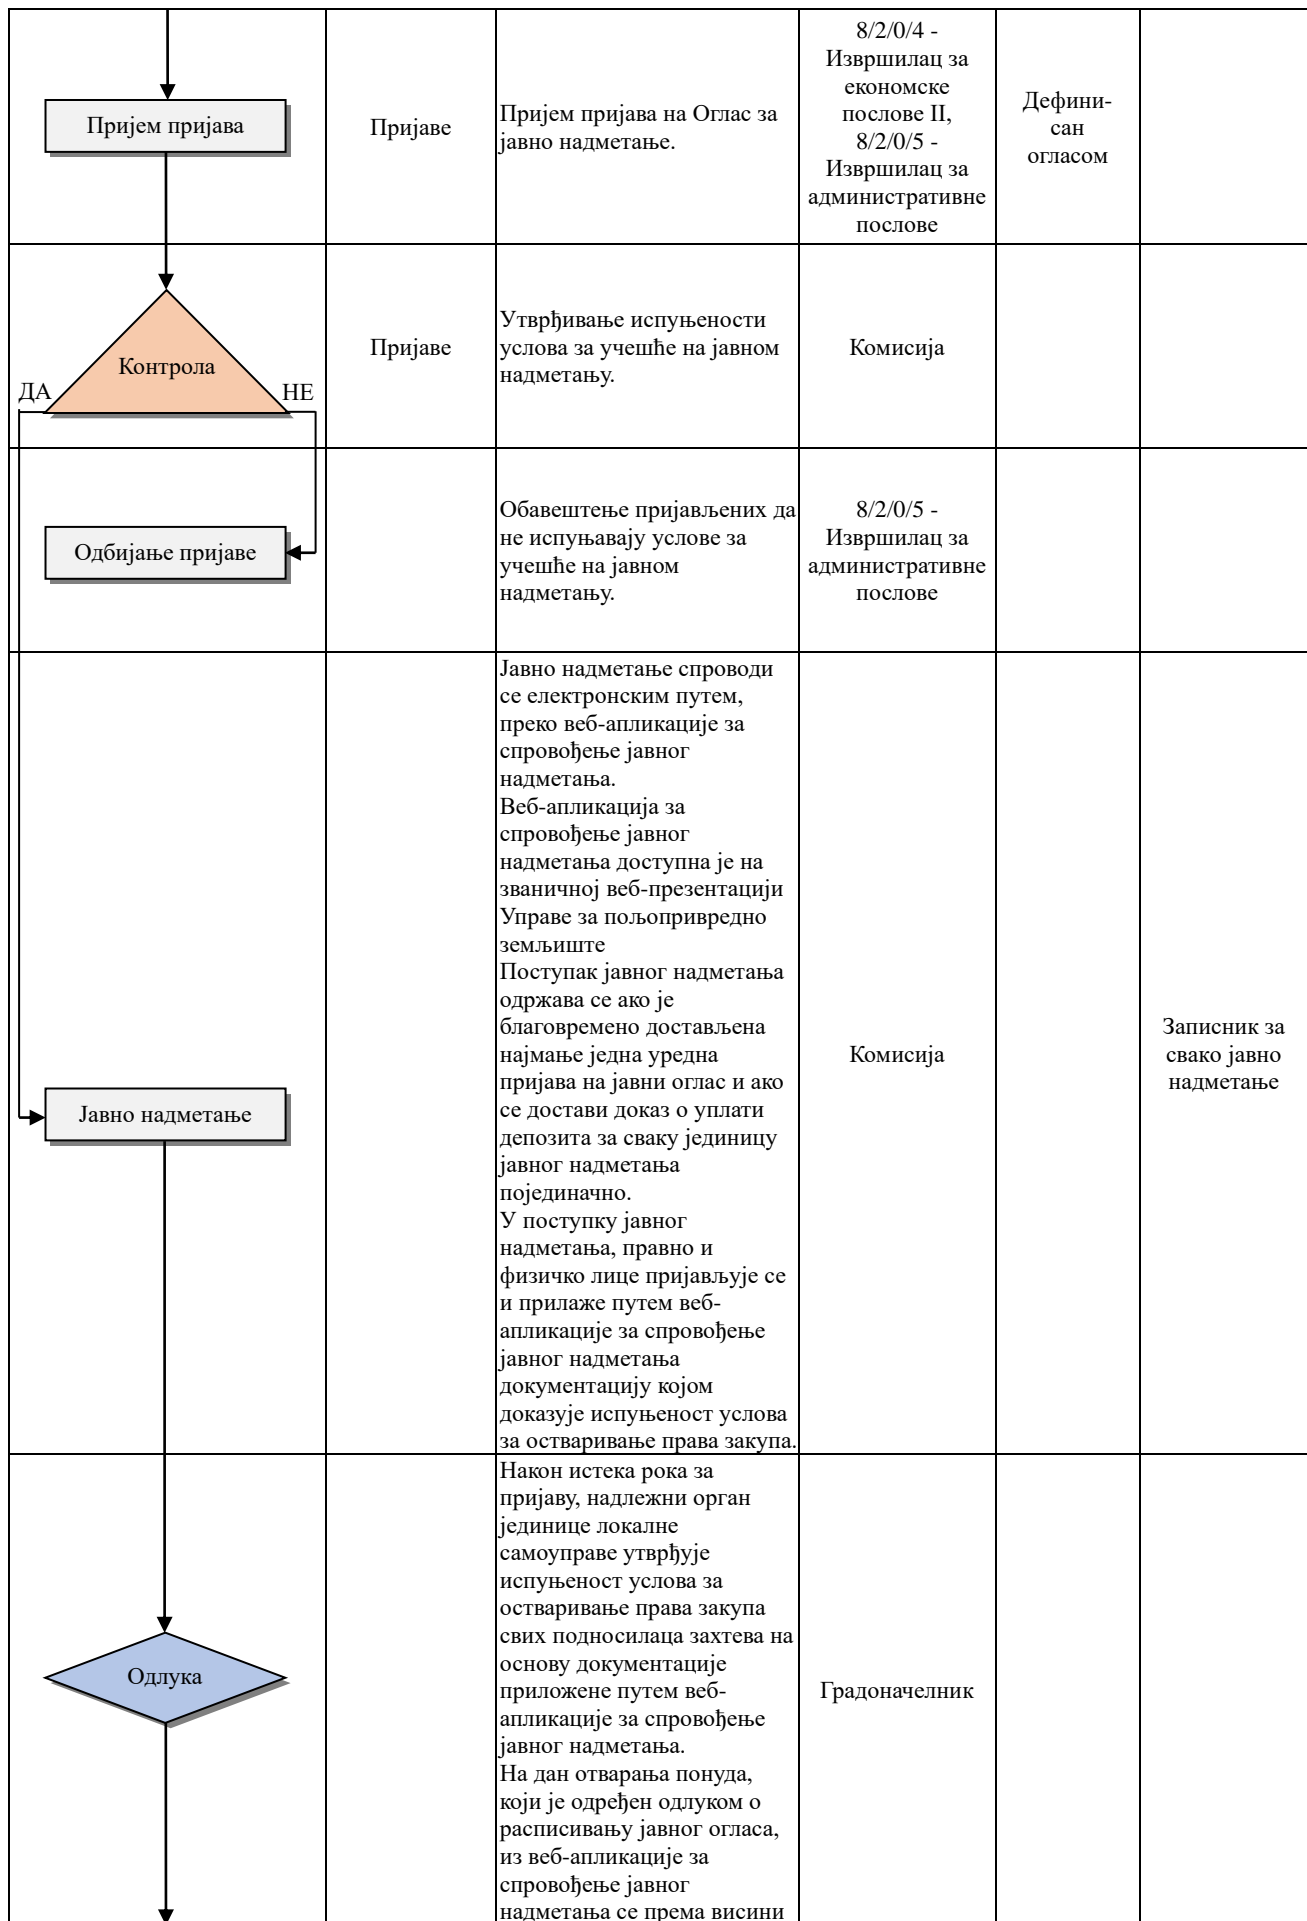 Пријем пријава
Пријаве
Пријем пријава на Оглас за
јавно надметање.
8/2/0/4 -
Извршилац за
економске
послове II,
8/2/0/5 -
Извршилац за
административне
послове
Дефини-
сан
огласом
Контрола
ДА
НЕ
Пријаве
Утврђивање испуњености
услова за учешће на јавном
надметању.
Комисија
Одбијање пријаве
Обавештење пријављених да
не испуњавају услове за
учешће на јавном
надметању.
8/2/0/5 -
Извршилац за
административне
послове
Јавно надметање
Јавно надметање спроводи
се електронским путем,
преко веб-апликације за
спровођење јавног
надметања.
Веб-апликација за
спровођење јавног
надметања доступна је на
званичној веб-презентацији
Управе за пољопривредно
земљиште
Поступак јавног надметања
одржава се ако је
благовремено достављена
најмање једна уредна
пријава на јавни оглас и ако
се достави доказ о уплати
депозита за сваку јединицу
јавног надметања
појединачно.
У поступку јавног
надметања, правно и
физичко лице пријављује се
и прилаже путем веб-
апликације за спровођење
јавног надметања
документацију којом
доказује испуњеност услова
за остваривање права закупа.
Комисија
Записник за
свако јавно
надметање
Одлука
Након истека рока за
пријаву, надлежни орган
јединице локалне
самоуправе утврђује
испуњеност услова за
остваривање права закупа
свих подносилаца захтева на
основу документације
приложене путем веб-
апликације за спровођење
јавног надметања.
На дан отварања понуда,
који је одређен одлуком о
расписивању јавног огласа,
из веб-апликације за
спровођење јавног
надметања се према висини
Градоначелник